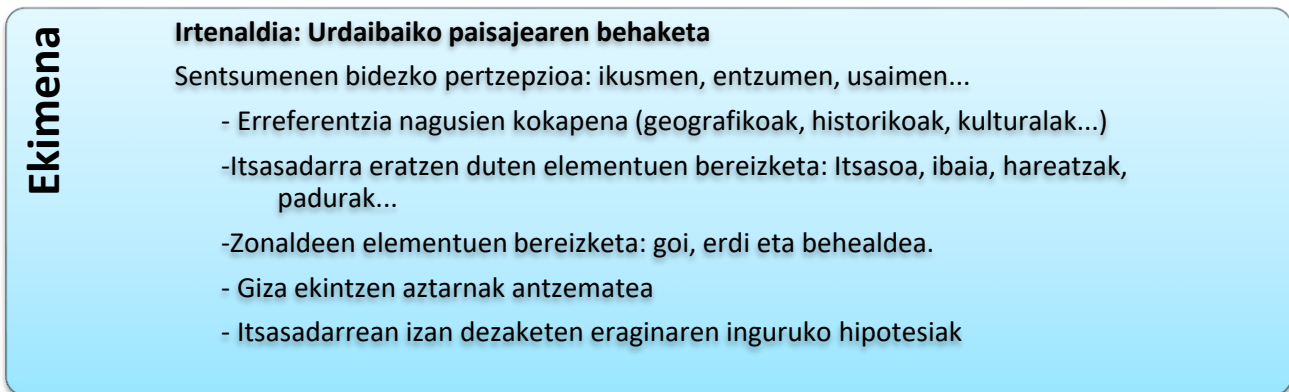 Ekimena
Irtenaldia: Urdaibaiko paisajearen behaketa
Sentsumenen bidezko pertzepzioa: ikusmen, entzumen, usaimen...
- Erreferentzia nagusien kokapena (geografikoak, historikoak, kulturalak...)
-Itsasadarra eratzen duten elementuen bereizketa: Itsasoa, ibaia, hareatzak,
padurak...
-Zonaldeen elementuen bereizketa: goi, erdi eta behealdea.
- Giza ekintzen aztarnak antzematea
- Itsasadarrean izan dezaketen eraginaren inguruko hipotesiak